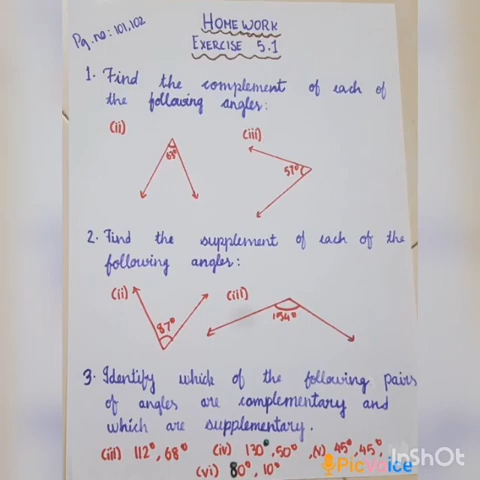 Pg.no: 101,102
HOMEWORK
EXERCISE 5.1
1. Find the complement of each of
the following angles:
(ii)
(iii)
63°
57°
2. Find the supplement of each of the
following angles:
(ii)
(iii)
87°
154°
3. Identify which of the following pairs
of angles are complementary and
which are supplementary.
(iii) 112°, 68° (iv) 130°, 50° (v) 45°, 45°,
(vi) 80°, 10°
InShOt
PicVoice